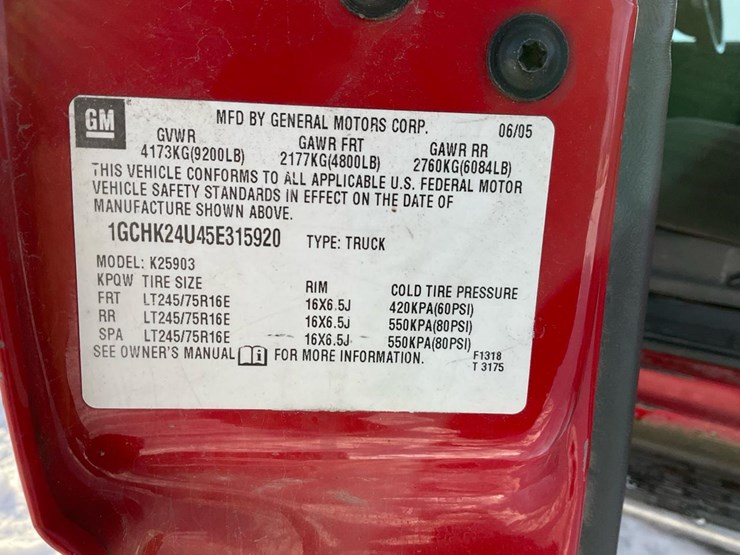 GM MFD BY GENERAL MOTORS CORP. 06/05
GVWR GAWR FRT GAWR RR
4173KG(9200LB) 2177KG(4800LB) 2760KG(6084LB)
THIS VEHICLE CONFORMS TO ALL APPLICABLE U.S. FEDERAL MOTOR
VEHICLE SAFETY STANDARDS IN EFFECT ON THE DATE OF
MANUFACTURE SHOWN ABOVE.
1GCHK24U45E315920 TYPE: TRUCK
MODEL: K25903
KPQW TIRE SIZE RIM COLD TIRE PRESSURE
FRT LT245/75R16E 16X6.5J 420KPA(60PSI)
RR LT245/75R16E 16X6.5J 550KPA(80PSI)
SPA LT245/75R16E 16X6.5J 550KPA(80PSI)
SEE OWNER'S MANUAL i FOR MORE INFORMATION. F1318
T 3175